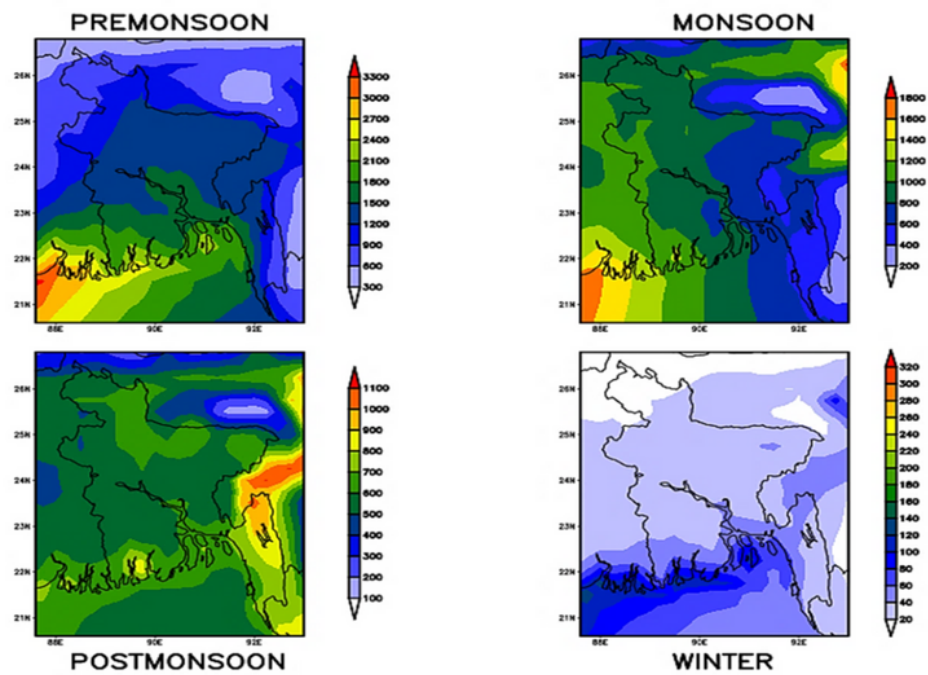 PREMONSOON
26N
25N
24N
23N
22N
21N
88E
90E
92E
3300
3000
2700
2100
1800
1500
1200
900
600
300
MONSOON
26N
25N
24N
23N
22N
21N
88E
90E
92E
1800
1600
1400
1200
1000
800
600
400
200
26N
25N
24N
23N
22N
21N
88E
90E
92E
1100
1000
900
800
700
600
500
400
300
200
100
POSTMONSOON
26N
25N
24N
23N
22N
21N
88E
90E
92E
320
300
280
260
240
220
200
180
160
140
120
100
80
60
40
20
WINTER